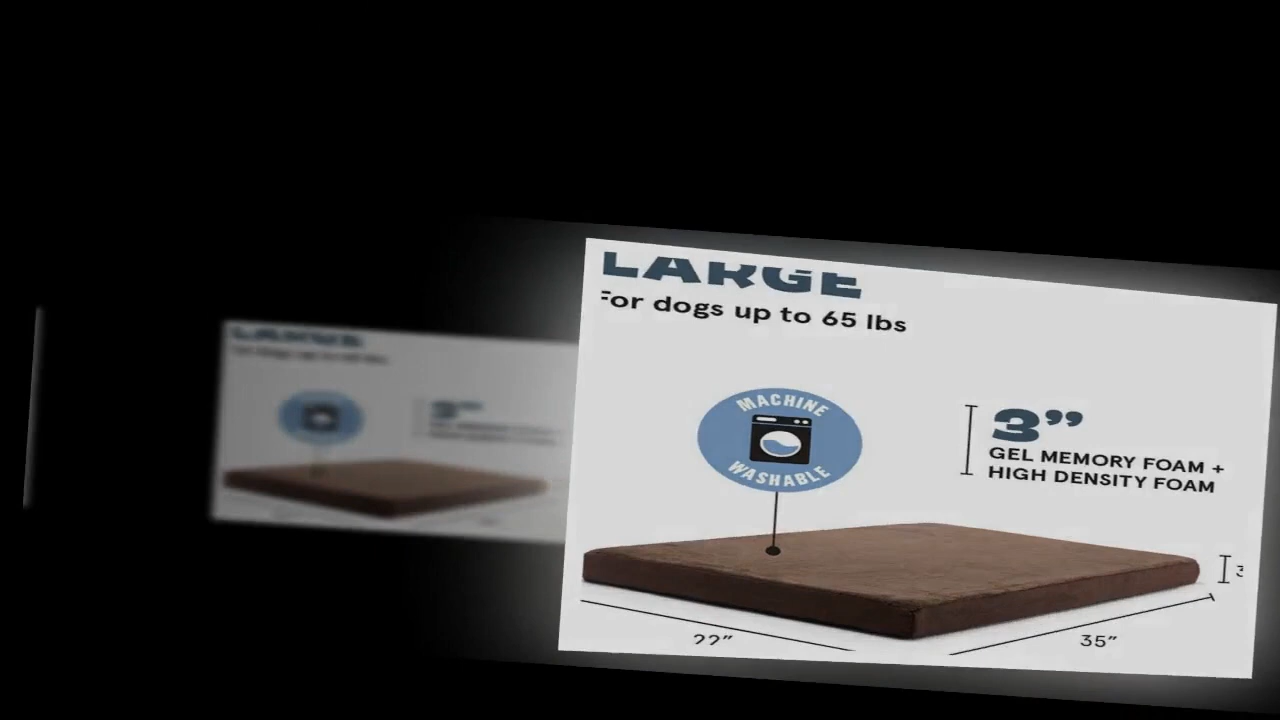 LARGE
For dogs up to 65 lbs
MACHINE
WASHABLE
3”
GEL MEMORY FOAM +
HIGH DENSITY FOAM
22”
35”